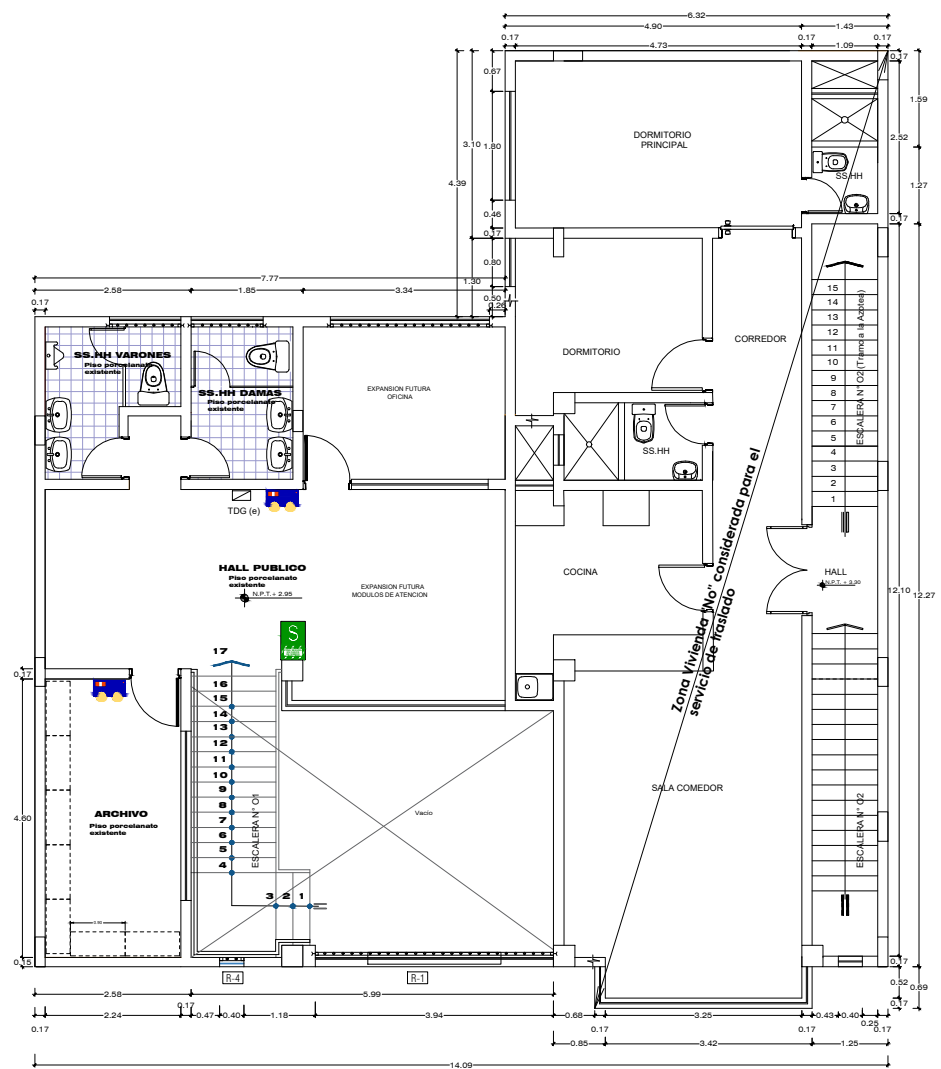 6.32
4.90
1.43
0.17
4.73
0.17
1.09
0.17
0.17
0.67
1.59
3.10
1.80
2.52
DORMITORIO
PRINCIPAL
4.39
SS.HH
1.27
0.46
0.17
0.17
0.80
7.77
1.30
2.58
1.85
3.34
0.17
0.50
0.26
15
14
13
12
11
10
9
8
7
6
5
4
3
2
1
ESCALERA N° O2 (Tramo a la Azotea)
CORREDOR
DORMITORIO
SS.HH VARONES
Piso porcelanato
existente
SS.HH DAMAS
Piso porcelanato
existente
EXPANSION FUTURA
OFICINA
SS.HH
TDG (e)
HALL PUBLICO
Piso porcelanato
existente
N.P.T. + 2.95
EXPANSION FUTURA
MODULOS DE ATENCION
COCINA
HALL
N.P.T. + 3.30
12.10
12.27
Zona Vivienda "No" considerada para el
servicio de traslado
S
17
16
15
14
13
12
11
10
9
8
7
6
5
4
3
2
1
ESCALERA N° O1
0.17
4.60
ARCHIVO
Piso porcelanato
existente
Vacio
SALA COMEDOR
ESCALERA N° O2
0.15
0.17
R-4
R-1
0.52
0.69
0.17
2.58
5.99
0.17
2.24
0.17
0.47
0.40
1.18
3.94
0.68
0.17
3.25
0.17
0.43
0.40
0.25
0.17
0.85
3.42
1.25
14.09